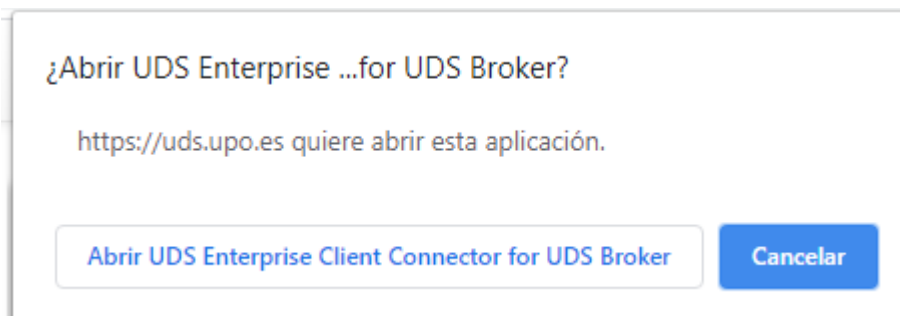 ¿Abrir UDS Enterprise ...for UDS Broker?
https://uds.upo.es quiere abrir esta aplicación.
Abrir UDS Enterprise Client Connector for UDS Broker
Cancelar